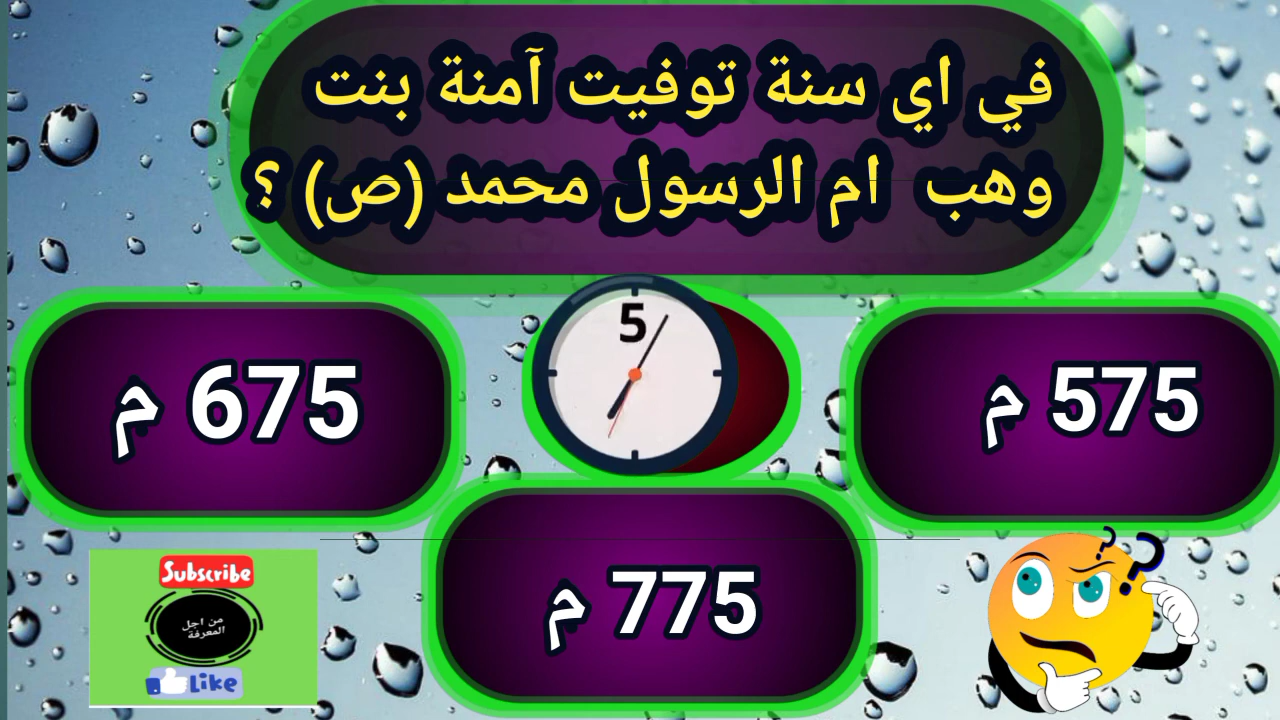 في اي سنة توفيت آمنة بنت
وهب ام الرسول محمد (ص) ؟
5
575 م
675 م
775 م
Subscribe
من اجل
المعرفة
Like
??